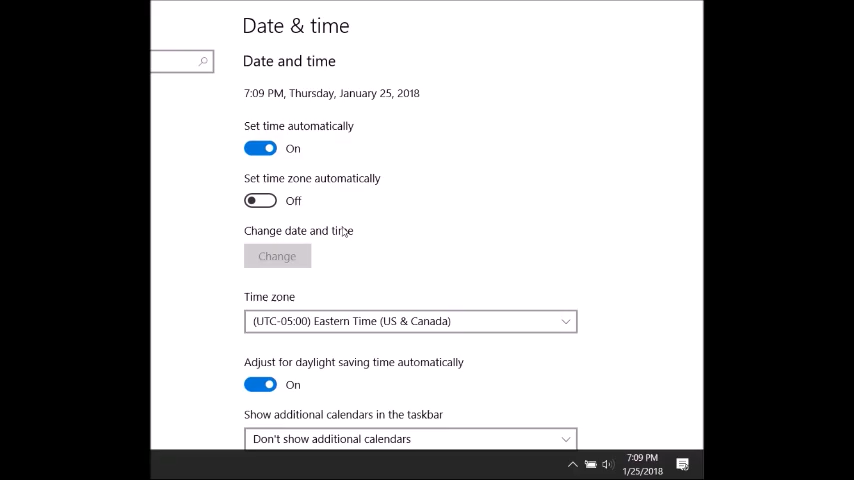 Date & time
Date and time
7:09 PM, Thursday, January 25, 2018
Set time automatically
On
Set time zone automatically
Off
Change date and time
Change
Time zone
(UTC-05:00) Eastern Time (US & Canada)
Adjust for daylight saving time automatically
On
Show additional calendars in the taskbar
Don't show additional calendars
7:09 PM
1/25/2018